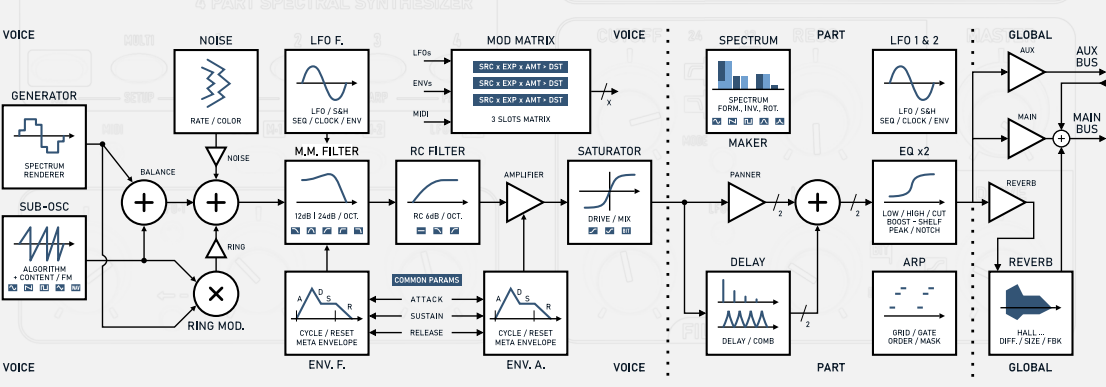 4 PART SPECTRAL SYNTHESIZER
VOICE
NOISE
LFO F.
MOD MATRIX
VOICE
SPECTRUM
PART
LFO 1 & 2
GLOBAL
AUX
AUX
BUS
LFOs
ENVs
MIDI
SRC x EXP x AMT > DST
SRC x EXP x AMT > DST
SRC x EXP x AMT > DST
3 SLOTS MATRIX
X
GENERATOR
SPECTRUM
RENDERER
RATE / COLOR
LFO / S&H
SEQ / CLOCK / ENV
SPECTRUM
FORM., INV., ROT.
MAKER
LFO / S&H
SEQ / CLOCK / ENV
MAIN
MAIN
BUS
NOISE
BALANCE
M.M. FILTER
12dB | 24dB / OCT.
RC FILTER
RC 6dB / OCT.
AMPLIFIER
SATURATOR
DRIVE / MIX
BIT
PANNER
2
2
EQ x2
LOW / HIGH / CUT
BOOST - SHELF
PEAK / NOTCH
REVERB
SUB-OSC
ALGORITHM
+ CONTENT / FM
RING
RING MOD.
COMMON PARAMS
ATTACK
SUSTAIN
RELEASE
A
D
S
R
CYCLE / RESET
META ENVELOPE
ENV. F.
A
D
S
R
CYCLE / RESET
META ENVELOPE
ENV. A.
DELAY
DELAY / COMB
2
ARP
GRID / GATE
ORDER / MASK
REVERB
HALL ...
DIFF. / SIZE / FBK
VOICE
VOICE
PART
GLOBAL